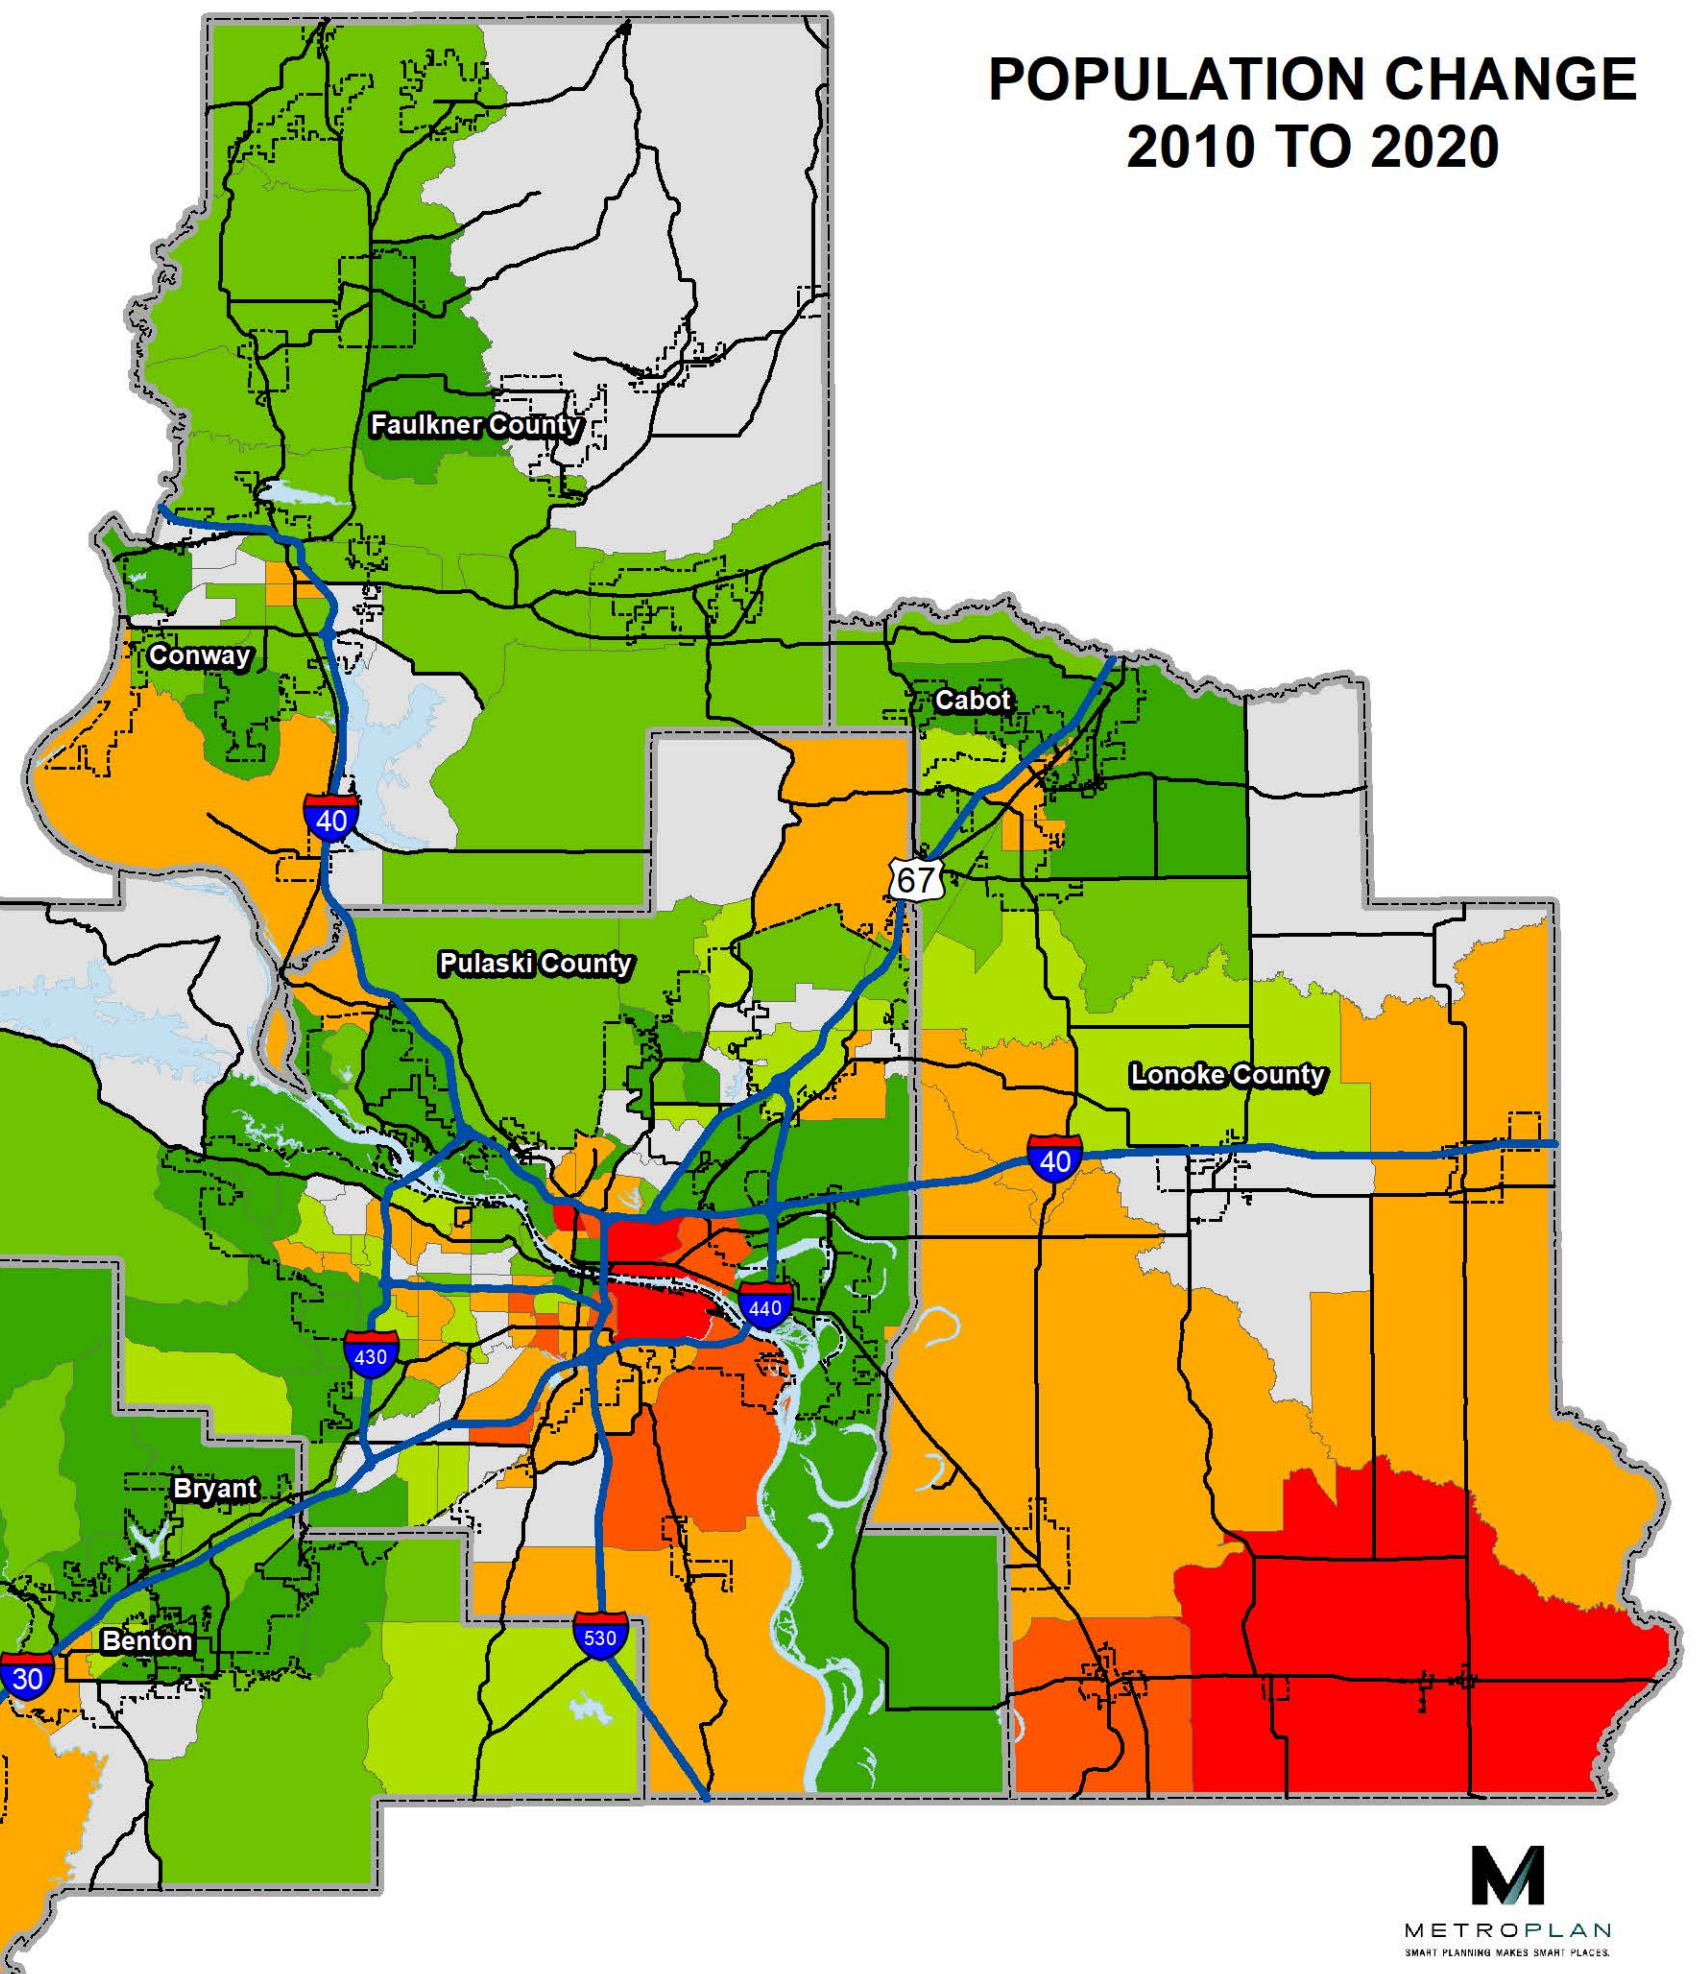 POPULATION CHANGE
2010 TO 2020
Faulkner County
Conway
Cabot
40
67
Pulaski County
Lonoke County
40
440
430
Bryant
Benton
530
30
METROPLAN
SMART PLANNING MAKES SMART PLACES.